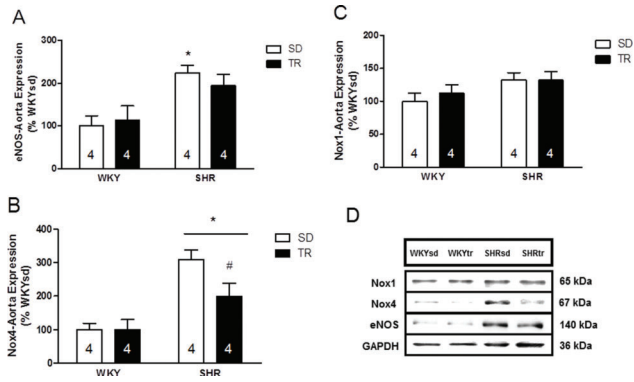 A
eNOS-Aorta Expression
(% WKYsd)
300
200
100
0
*
SD
TR
4
4
4
4
WKY
SHR
B
Nox4-Aorta Expression
(% WKYsd)
400
300
200
100
0
*
#
SD
TR
4
4
4
4
WKY
SHR
C
Nox1-Aorta Expression
(% WKYsd)
200
150
100
50
0
SD
TR
4
4
4
4
WKY
SHR
D
WKYsd WKYtr SHRsd SHRtr
Nox1 65 kDa
Nox4 67 kDa
eNOS 140 kDa
GAPDH 36 kDa